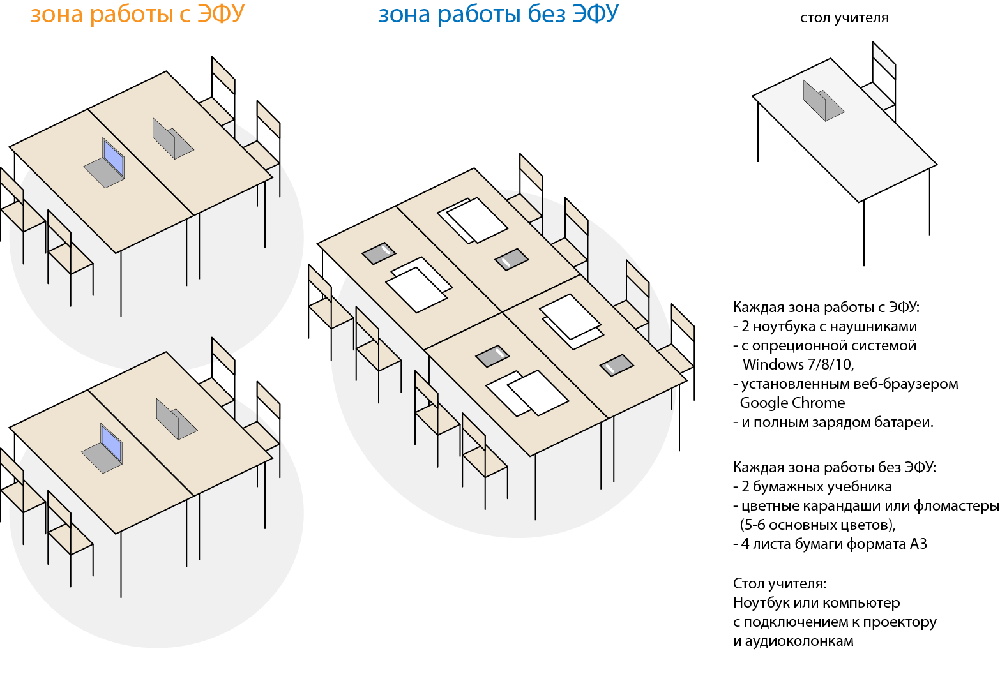 зона работы с ЭФУ
зона работы без ЭФУ
стол учителя
Каждая зона работы с ЭФУ:
- 2 ноутбука с наушниками
- с опреционной системой
Windows 7/8/10,
- установленным веб-браузером
Google Chrome
- и полным зарядом батареи.
Каждая зона работы без ЭФУ:
- 2 бумажных учебника
- цветные карандаши или фломастеры
(5-6 основных цветов),
- 4 листа бумаги формата А3
Стол учителя:
Ноутбук или компьютер
с подключением к проектору
и аудиоколонкам